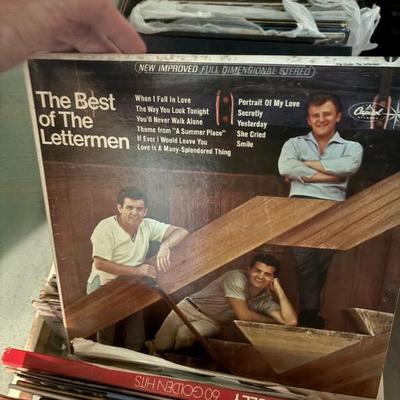 NEW IMPROVED FULL DIMENSIONAL STEREO
The Best
of The
Lettermen
When I Fall In Love
The Way You Look Tonight
You'll Never Walk Alone
Theme from "A Summer Place"
If Ever I Would Leave You
Love Is A Many-Splendored Thing
Portrait Of My Love
Secretly
Yesterday
She Cried
Smile
Capitol
60 GOLDEN HITS